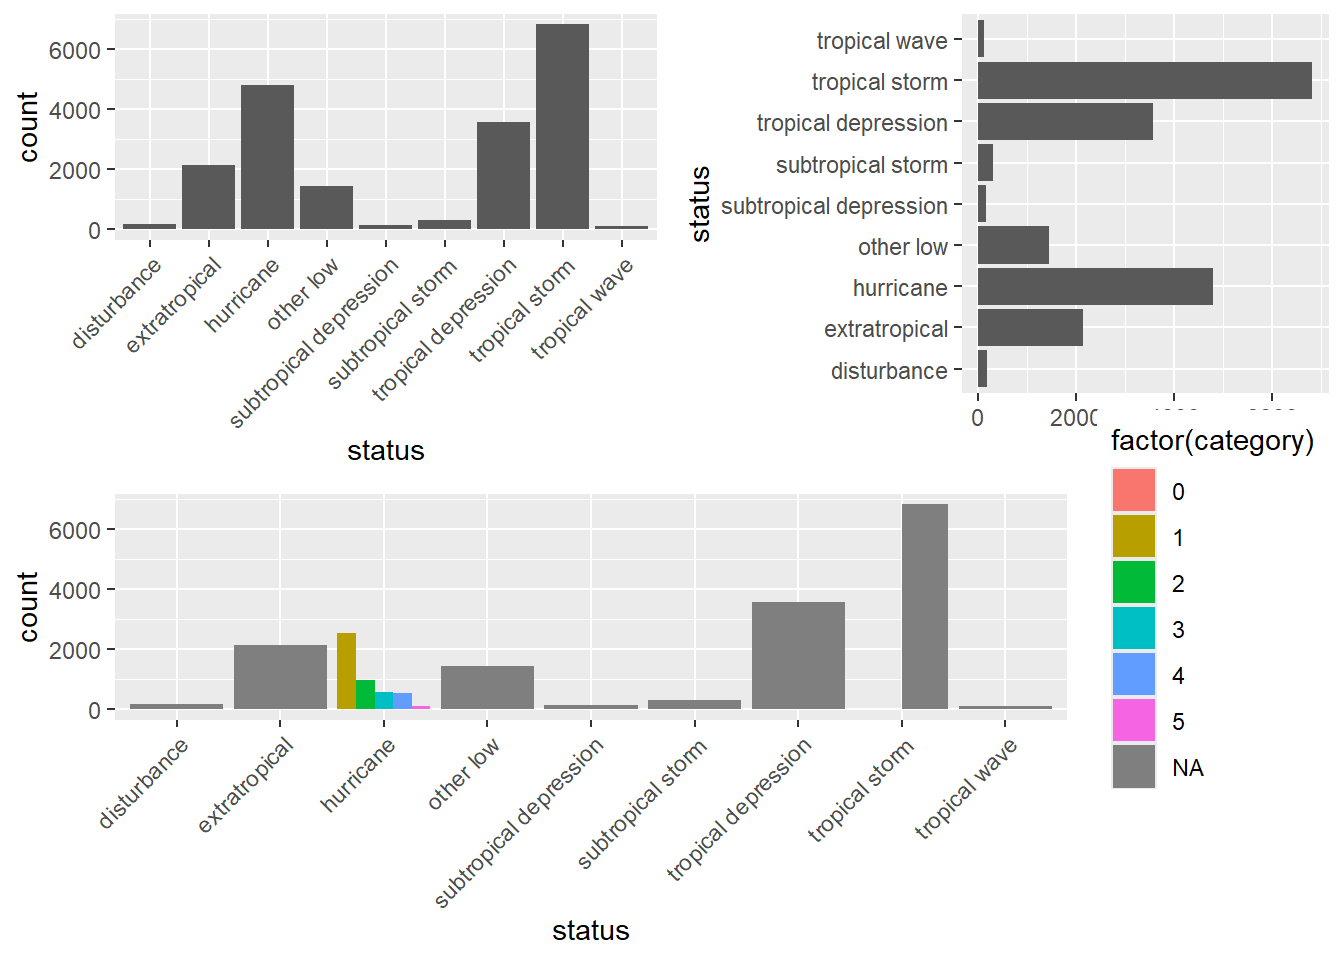 6000
4000
2000
0
count
disturbance
extratropical
hurricane
other low
subtropical depression
subtropical storm
tropical depression
tropical storm
tropical wave
status
tropical wave
tropical storm
tropical depression
subtropical storm
subtropical depression
other low
hurricane
extratropical
disturbance
status
0
2000
factor(category)
0
1
2
3
4
5
NA
6000
4000
2000
0
count
disturbance
extratropical
hurricane
other low
subtropical depression
subtropical storm
tropical depression
tropical storm
tropical wave
status